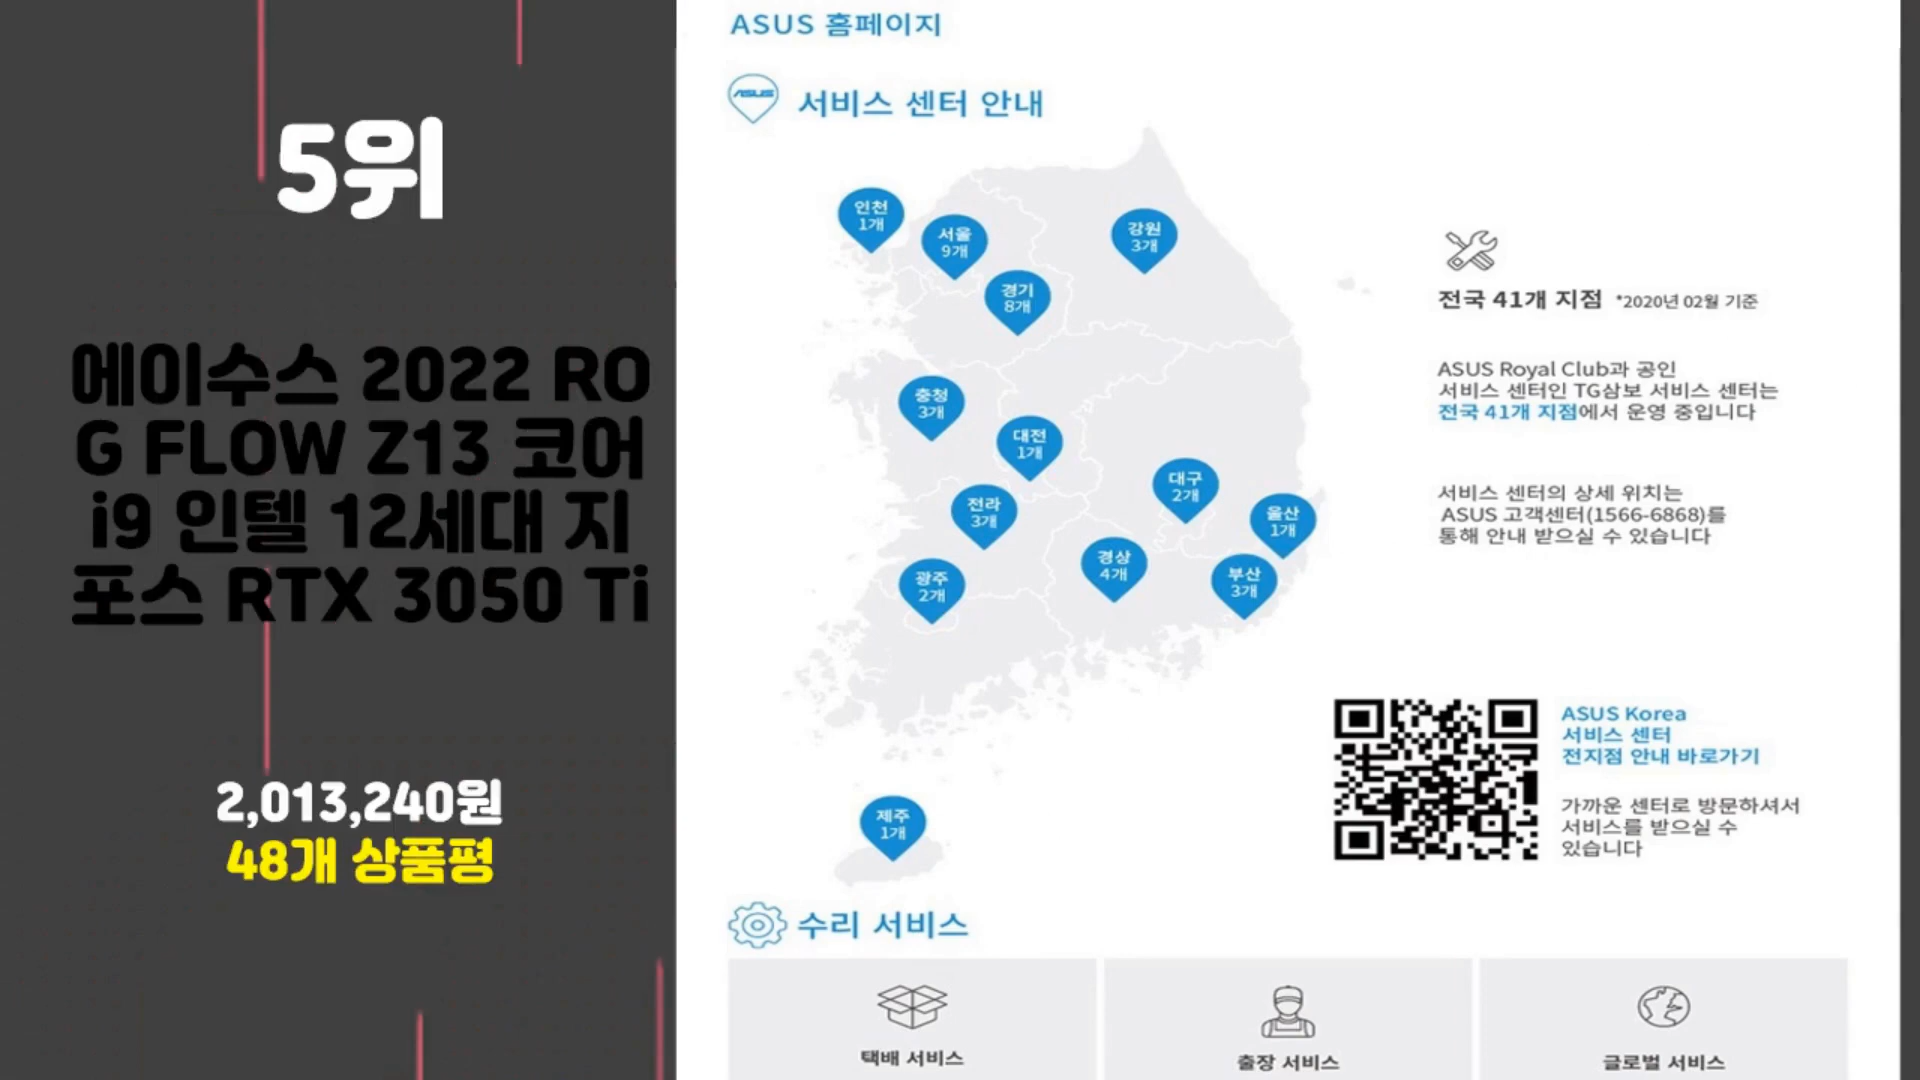 5위
에이수스 2022 RO
G FLOW Z13 코어
i9 인텔 12세대 지
포스 RTX 3050 Ti
2,013,240원
48개 상품평
ASUS 홈페이지
ASUS
서비스 센터 안내
인천
1개
서울
9개
경기
8개
강원
3개
충청
3개
대전
1개
전라
3개
대구
2개
울산
1개
경상
4개
부산
3개
광주
2개
제주
1개
전국 41개 지점 *2020년 02월 기준
ASUS Royal Club과 공인
서비스 센터인 TG삼보 서비스 센터는
전국 41개 지점에서 운영 중입니다
서비스 센터의 상세 위치는
ASUS 고객센터(1566-6868)를
통해 안내 받으실 수 있습니다
ASUS Korea
서비스 센터
전지점 안내 바로가기
가까운 센터로 방문하셔서
서비스를 받으실 수
있습니다
수리 서비스
택배 서비스
출장 서비스
글로벌 서비스